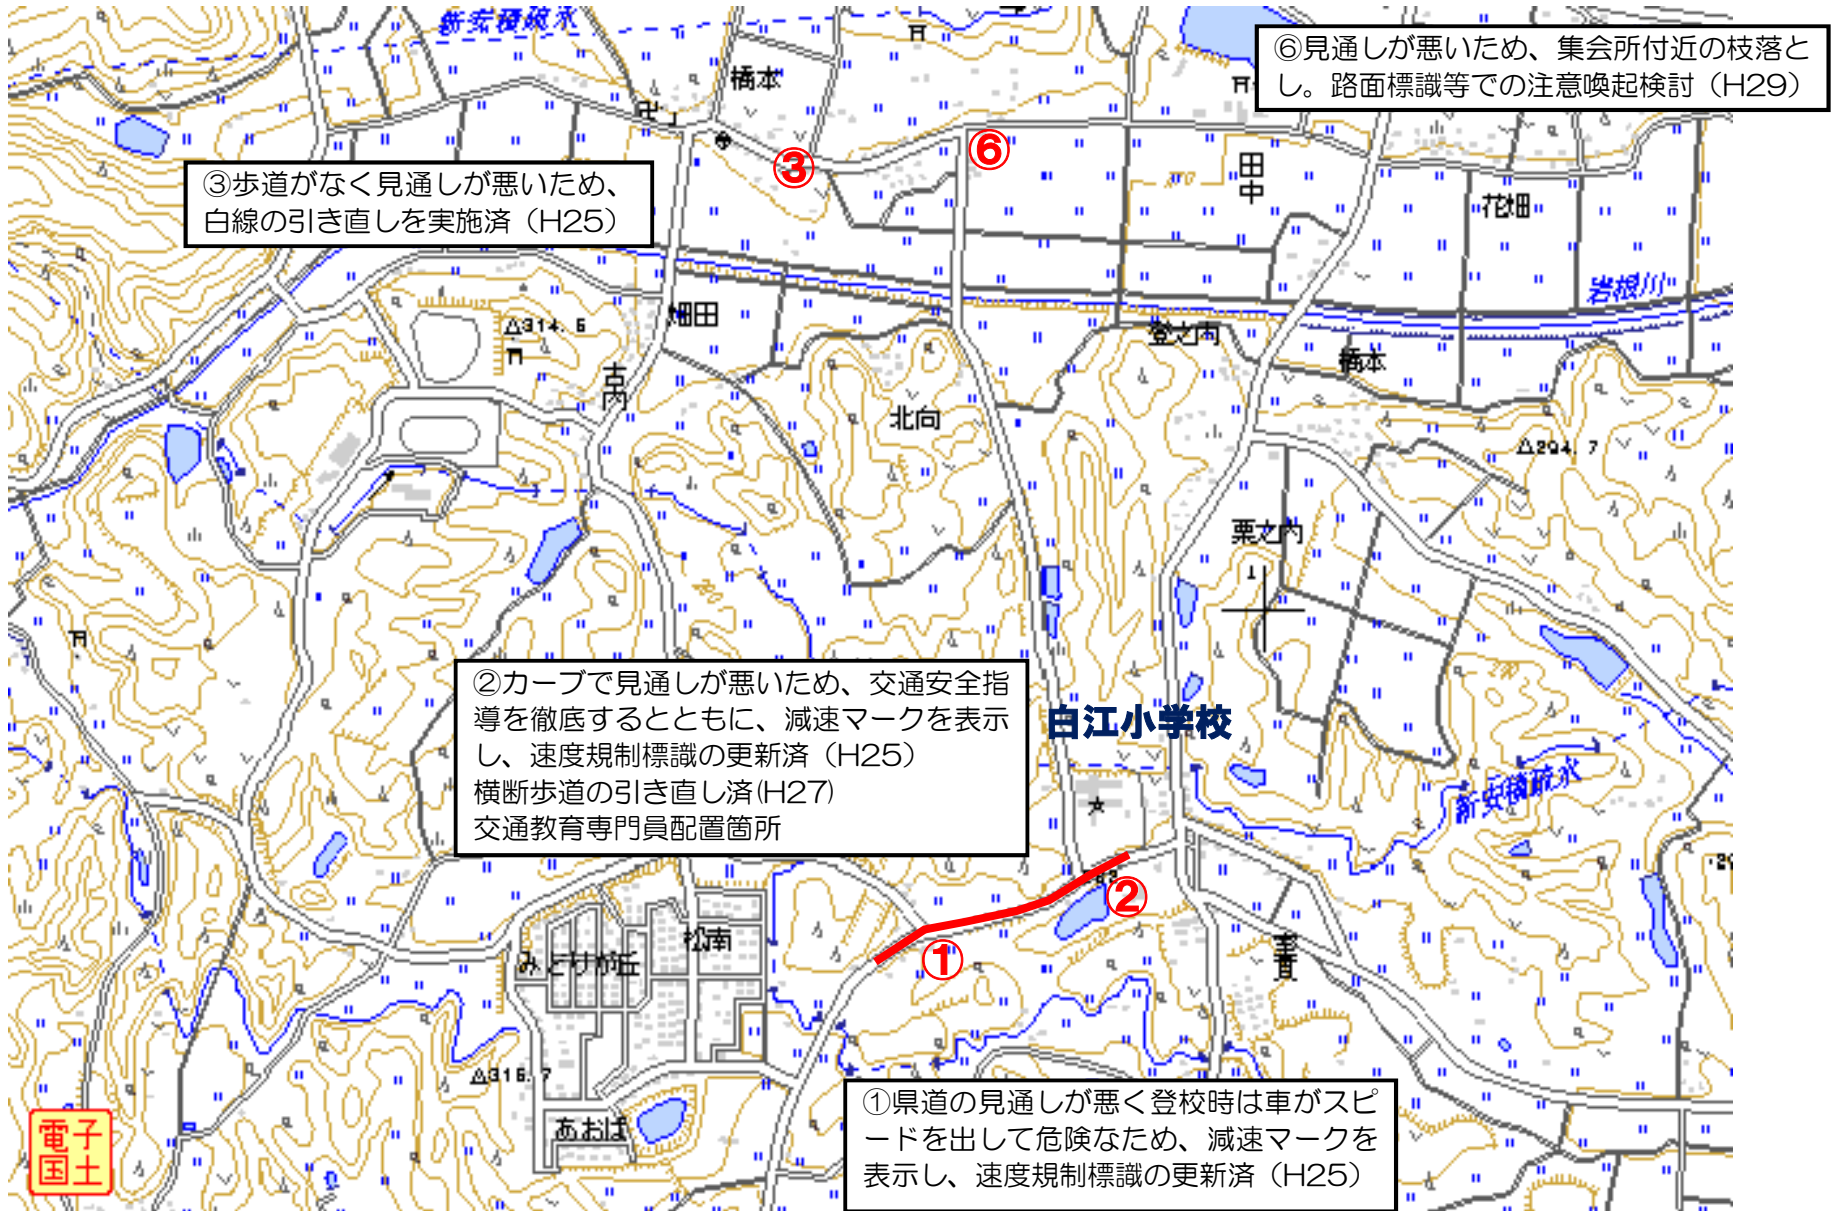 新安積疏水
⑥見通しが悪いため、集会所付近の枝落と
し。路面標識等での注意喚起検討（H29）
橋本
③
⑥
田中
花畑
③歩道がなく見通しが悪いため、
白線の引き直しを実施済（H25）
岩根川
細田
314.6
古内
登之内
橋本
北向
294.7
栗之内
②カーブで見通しが悪いため、交通安全指
導を徹底するとともに、減速マークを表示
し、速度規制標識の更新済（H25）
横断歩道の引き直し済(H27)
交通教育専門員配置箇所
白江小学校
新安積疏水
②
①
みどりが丘
松南
316.7
あおば
①県道の見通しが悪く登校時は車がスピ
ードを出して危険なため、減速マークを
表示し、速度規制標識の更新済（H25）
電子
国土